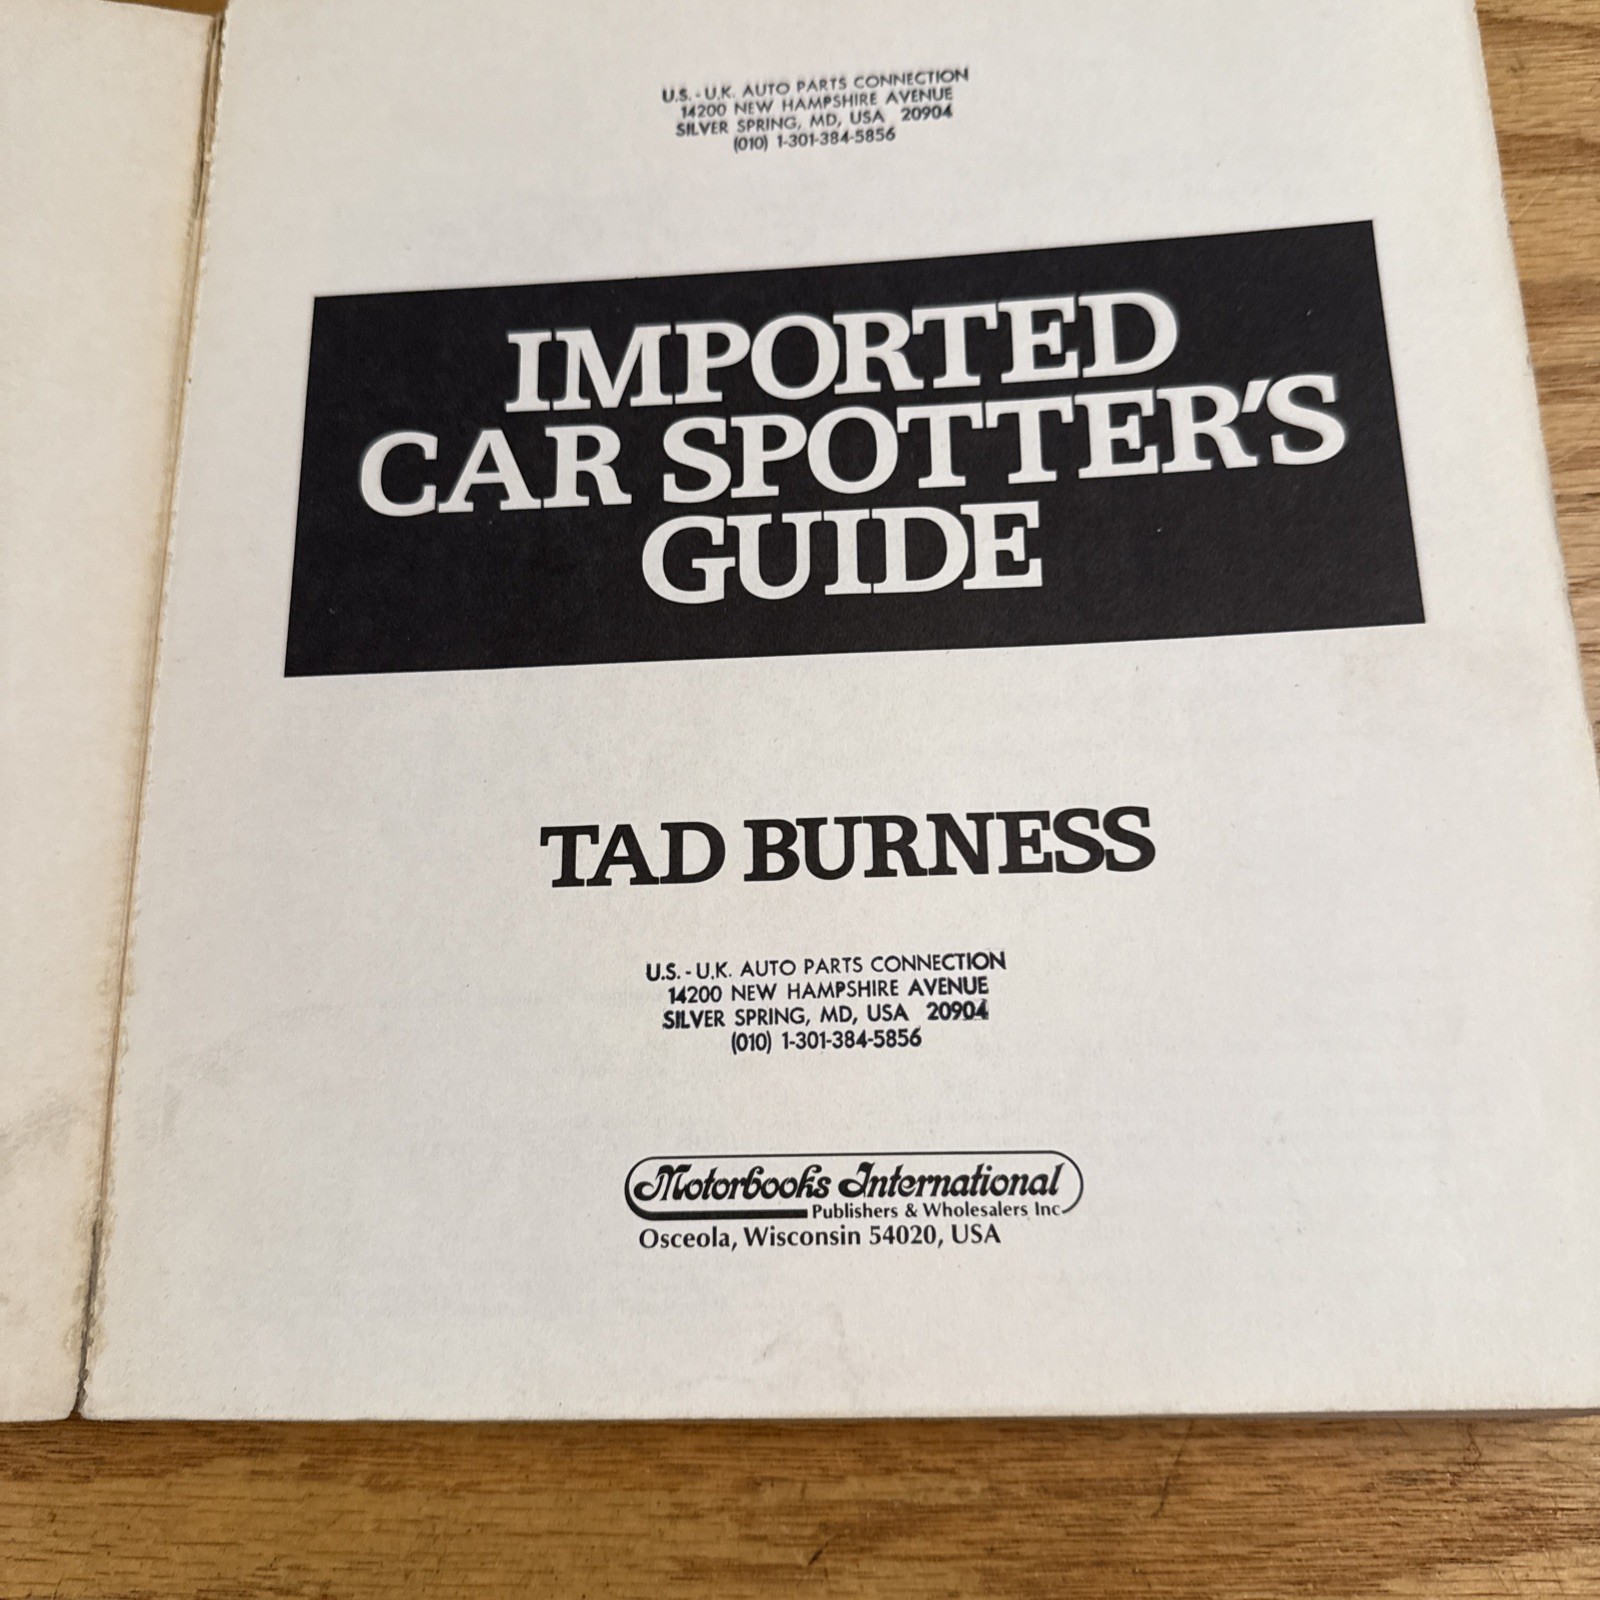 U.S. - U.K. AUTO PARTS CONNECTION
14200 NEW HAMPSHIRE AVENUE
SILVER SPRING, MD, USA 20904
(010) 1-301-384-5856
IMPORTED
CAR SPOTTER'S
GUIDE
TAD BURNESS
U.S. - U.K. AUTO PARTS CONNECTION
14200 NEW HAMPSHIRE AVENUE
SILVER SPRING, MD, USA 20904
(010) 1-301-384-5856
Motorbooks International
Publishers & Wholesalers Inc
Osceola, Wisconsin 54020, USA